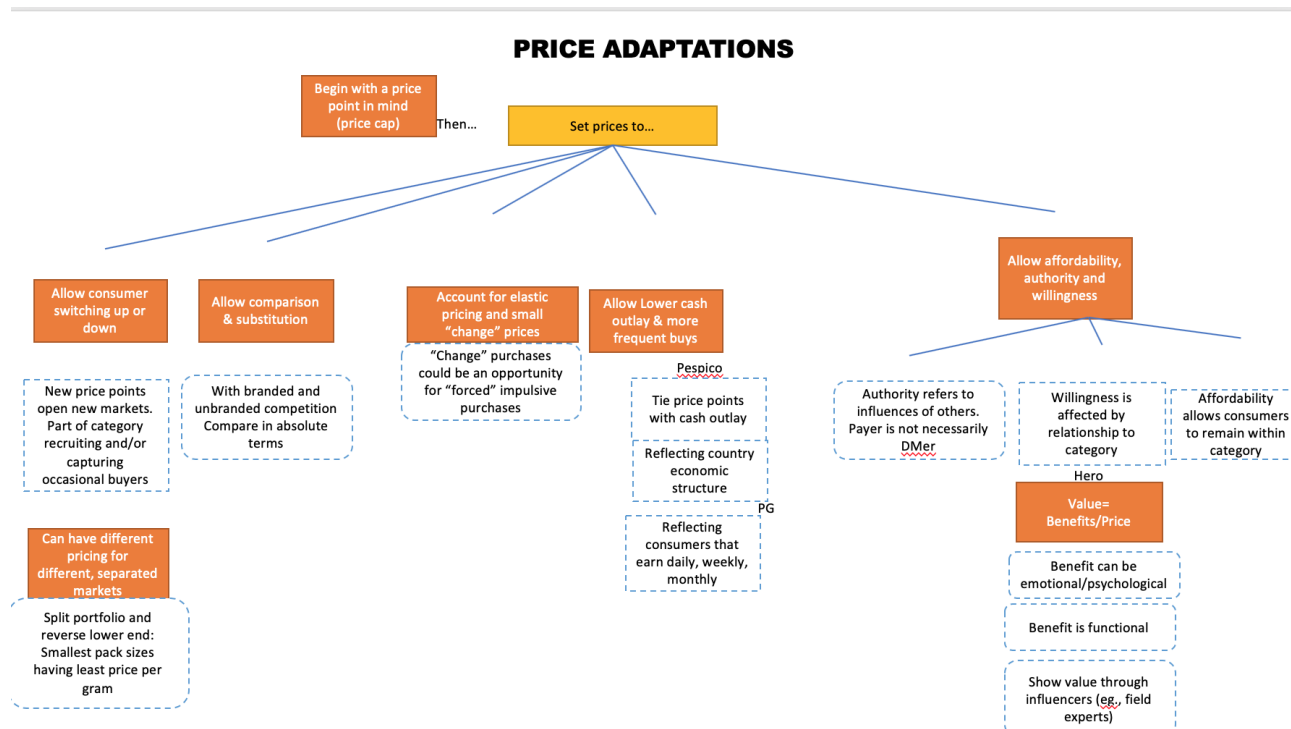 PRICE ADAPTATIONS
Begin with a price
point in mind
(price cap)
Then...
Set prices to...
Allow consumer
switching up or
down
Allow comparison
& substitution
Account for elastic
pricing and small
“change” prices
Allow Lower cash
outlay & more
frequent buys
Allow affordability,
authority and
willingness
New price points
open new markets.
Part of category
recruiting and/or
capturing
occasional buyers
With branded and
unbranded competition
Compare in absolute
terms
“Change” purchases
could be an opportunity
for “forced” impulsive
purchases
Pespico
Tie price points
with cash outlay
Reflecting country
economic
structure
PG
Reflecting
consumers that
earn daily, weekly,
monthly
Authority refers to
influences of others.
Payer is not necessarily
DMer
Willingness is
affected by
relationship to
category
Affordability
allows consumers
to remain within
category
Hero
Value=
Benefits/Price
Benefit can be
emotional/psychological
Benefit is functional
Show value through
influencers (eg., field
experts)
Can have different
pricing for
different, separated
markets
Split portfolio and
reverse lower end:
Smallest pack sizes
having least price per
gram